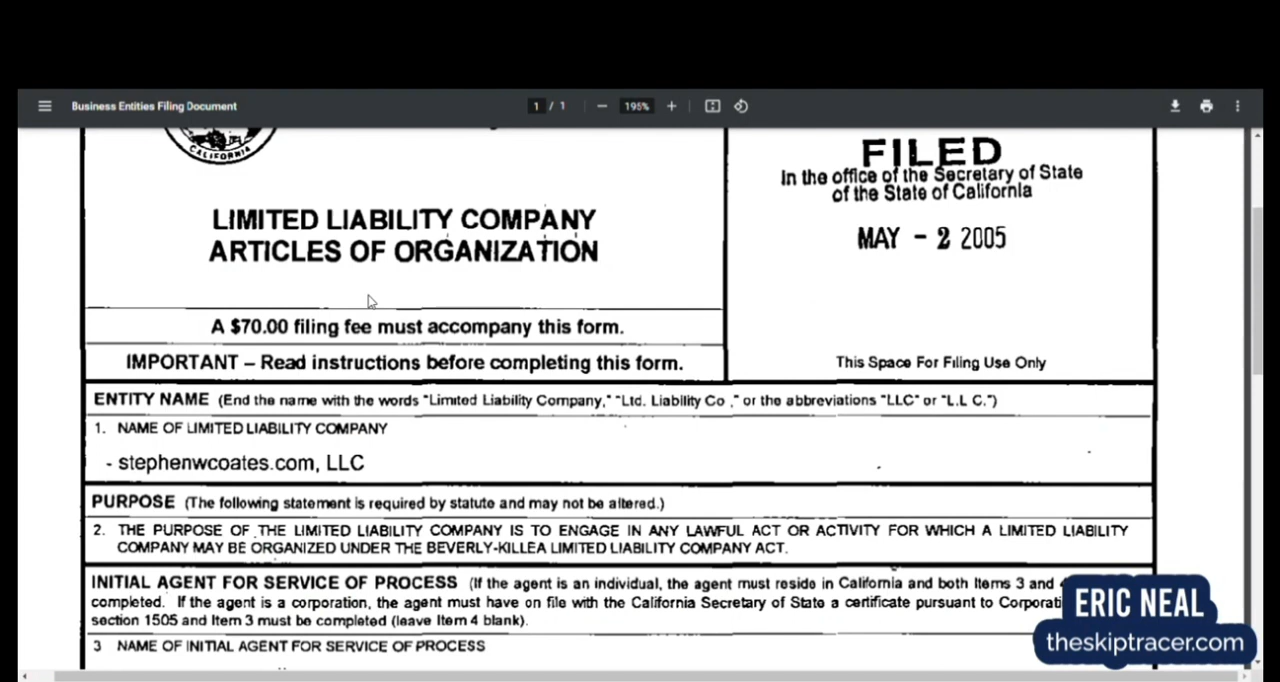 Business Entities Filing Document
1 / 1
195%
CALIFORNIA
FILED
In the office of the Secretary of State
of the State of California
MAY - 2 2005
LIMITED LIABILITY COMPANY
ARTICLES OF ORGANIZATION
A $70.00 filing fee must accompany this form.
IMPORTANT – Read instructions before completing this form.
This Space For Filing Use Only
ENTITY NAME (End the name with the words "Limited Liability Company," "Ltd. Liability Co ," or the abbreviations "LLC" or "L.L C.")
1. NAME OF LIMITED LIABILITY COMPANY
- stephenwcoates.com, LLC
PURPOSE (The following statement is required by statute and may not be altered.)
2. THE PURPOSE OF THE LIMITED LIABILITY COMPANY IS TO ENGAGE IN ANY LAWFUL ACT OR ACTIVITY FOR WHICH A LIMITED LIABILITY
COMPANY MAY BE ORGANIZED UNDER THE BEVERLY-KILLEA LIMITED LIABILITY COMPANY ACT.
INITIAL AGENT FOR SERVICE OF PROCESS (If the agent is an individual, the agent must reside in California and both Items 3 and
completed. If the agent is a corporation, the agent must have on file with the California Secretary of State a certificate pursuant to
section 1505 and Item 3 must be completed (leave Item 4 blank).
3 NAME OF INITIAL AGENT FOR SERVICE OF PROCESS
ERIC NEAL
theskiptracer.com